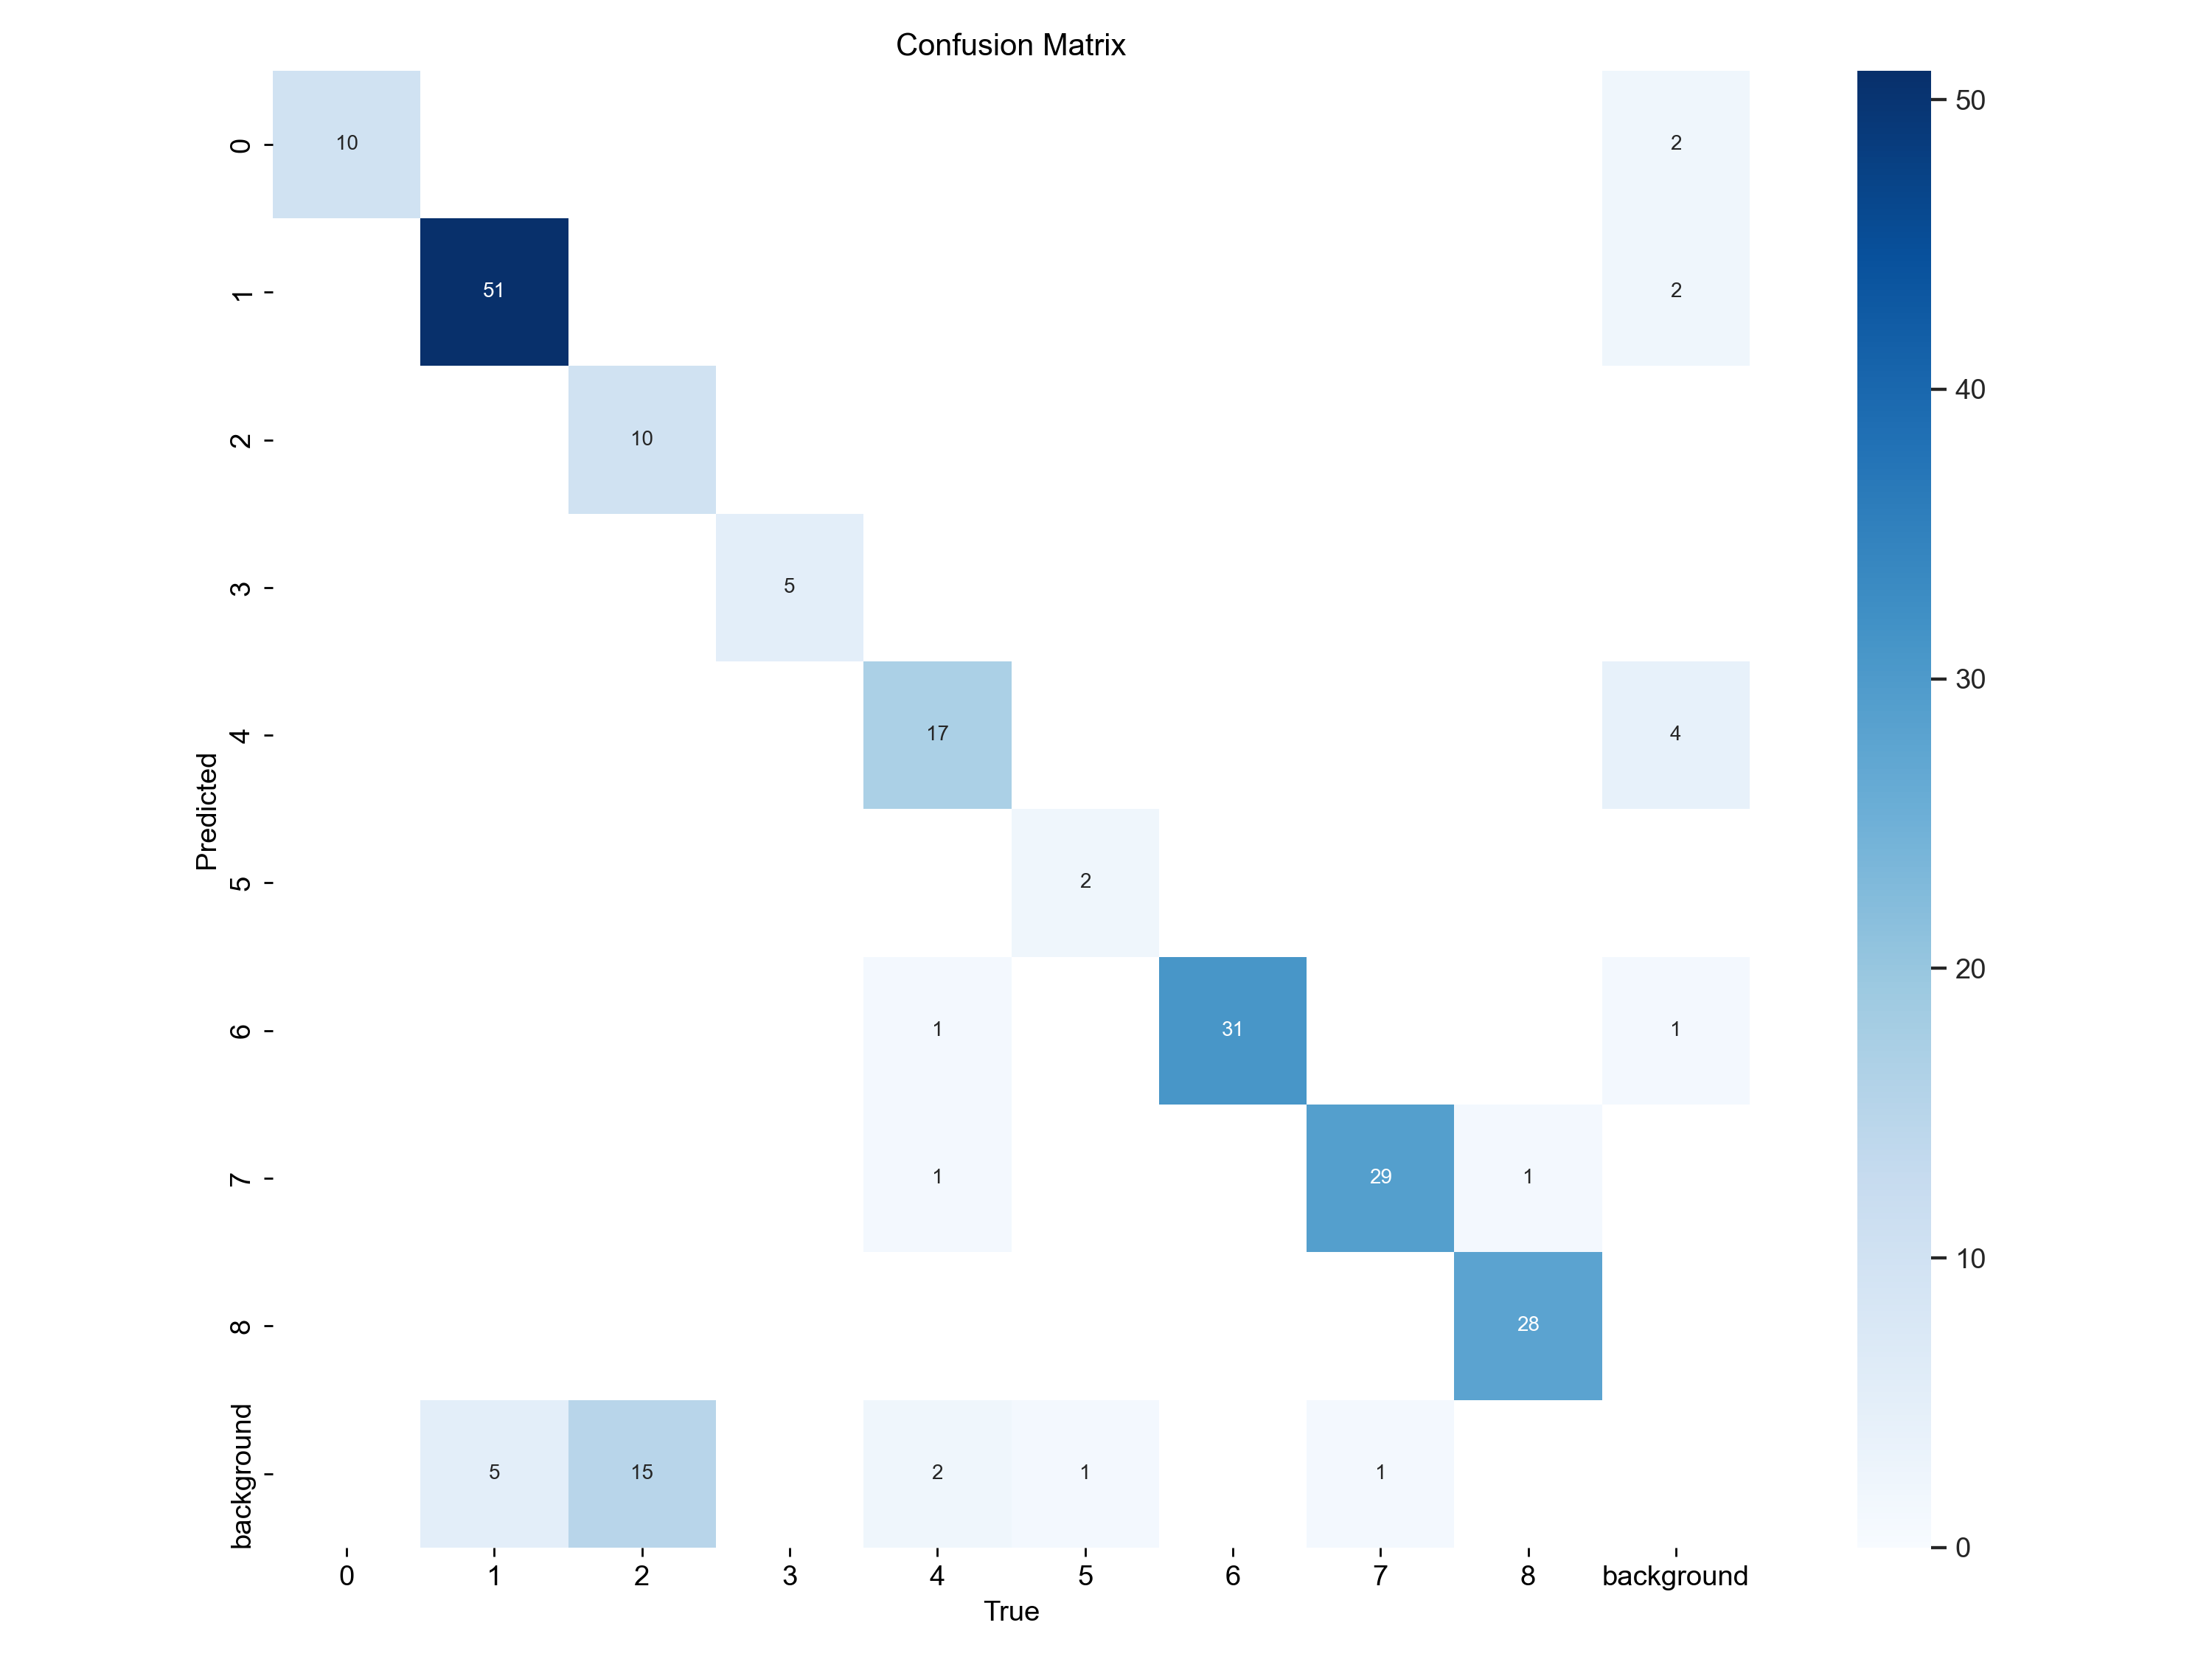 Confusion Matrix
0 10 2 50
1 51 2
40
2 10
3 5
30
4 17 4
Predicted
5 2
20
6 1 31 1
7 1 29 1
10
8 28
background 5 15 2 1 1
0
0 1 2 3 4 5 6 7 8 background
True